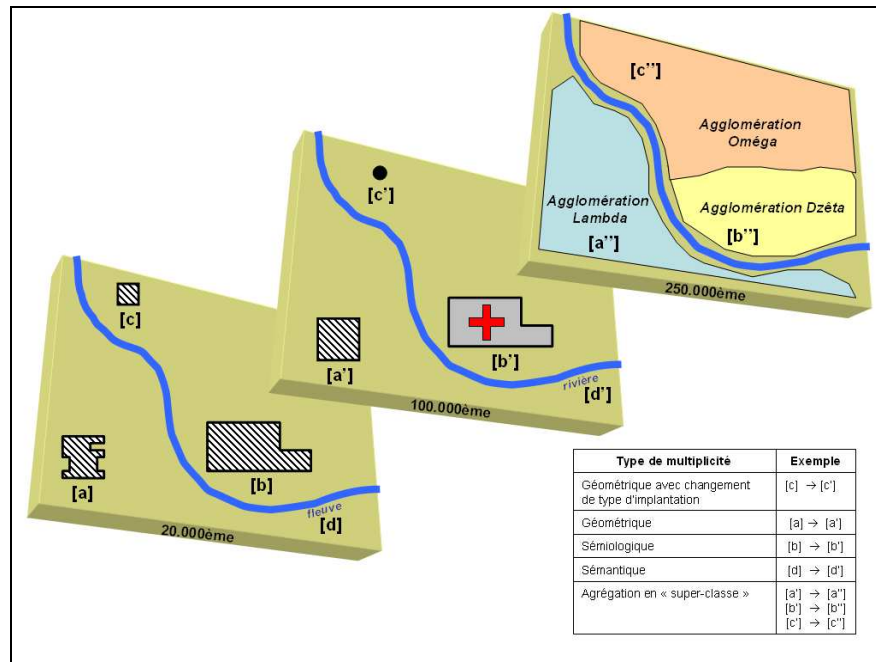 [c'']
Agglomération
Oméga
Agglomération
Lambda
Agglomération Dzêta
[a'']
[b'']
250.000ème
[c']
[a']
[b']
rivière
[d']
100.000ème
[c]
[a]
[b]
fleuve
[d]
20.000ème
Type de multiplicité Exemple
Géométrique avec changement
de type d'implantation [c] → [c']
Géométrique [a] → [a']
Sémiologique [b] → [b']
Sémantique [d] → [d']
Agrégation en « super-classe » [a'] → [a'']
[b'] → [b'']
[c'] → [c'']